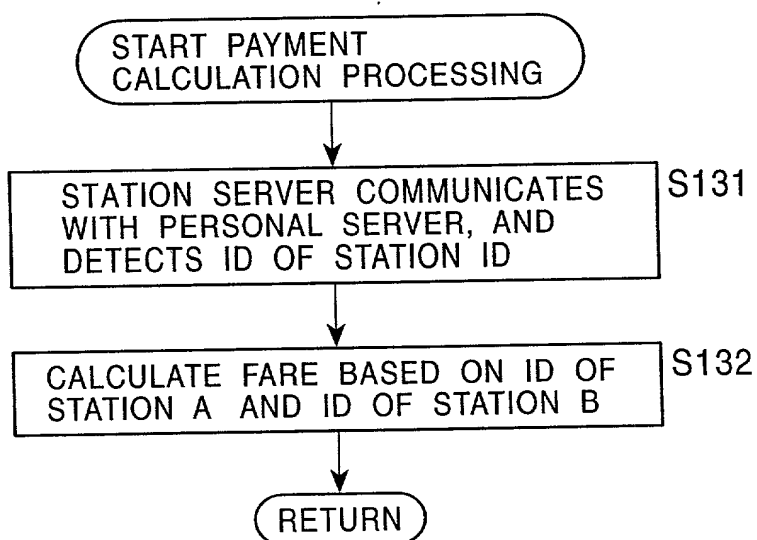 START PAYMENT
CALCULATION PROCESSING
STATION SERVER COMMUNICATES
WITH PERSONAL SERVER, AND
DETECTS ID OF STATION ID
S131
CALCULATE FARE BASED ON ID OF
STATION A AND ID OF STATION B
S132
RETURN